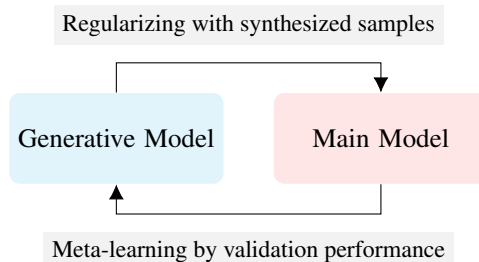 Regularizing with synthesized samples
Generative Model
Main Model
Meta-learning by validation performance